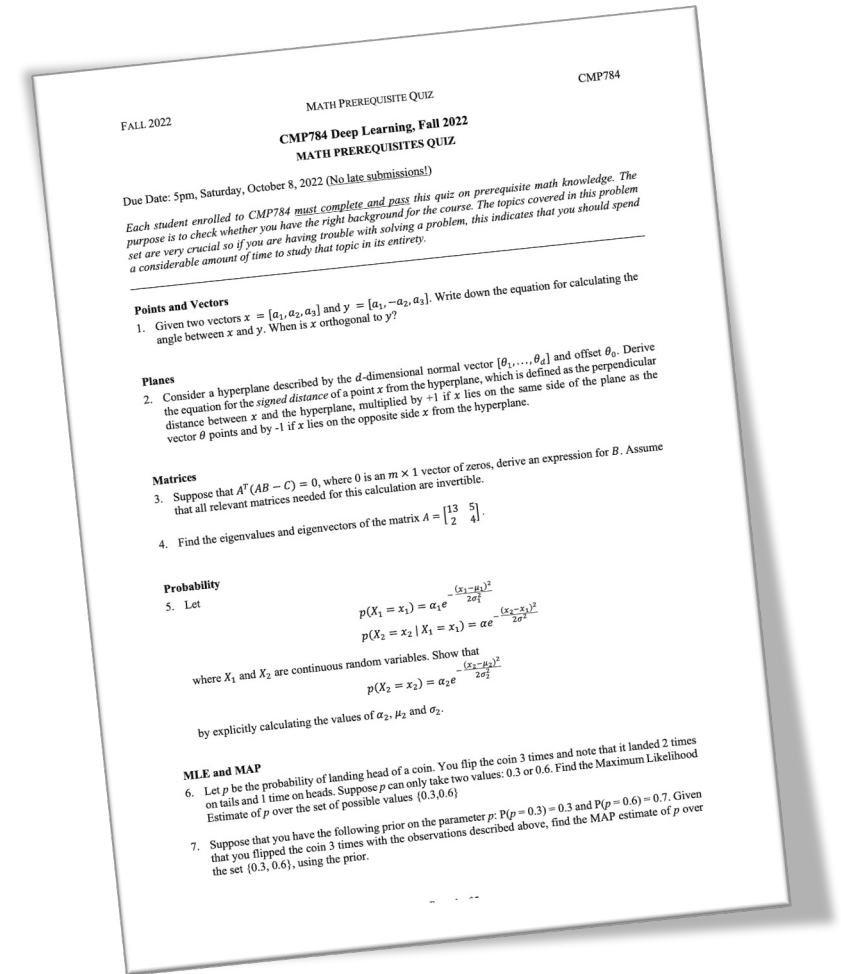 FALL 2022 MATH PREREQUISITE QUIZ CMP784
CMP784 Deep Learning, Fall 2022
MATH PREREQUISITES QUIZ
Due Date: 5pm, Saturday, October 8, 2022 (No late submissions!)
Each student enrolled to CMP784 must complete and pass this quiz on prerequisite math knowledge. The
purpose is to check whether you have the right background for the course. The topics covered in this problem
set are very crucial so if you are having trouble with solving a problem, this indicates that you should spend
a considerable amount of time to study that topic in its entirety.
Points and Vectors
1. Given two vectors x = [a₁, a₂, a₃] and y = [a₁, −a₂, a₃]. Write down the equation for calculating the
angle between x and y. When is x orthogonal to y?
Planes
2. Consider a hyperplane described by the d-dimensional normal vector [θ₁, . . . , θ_d] and offset θ₀. Derive
the equation for the signed distance of a point x from the hyperplane, which is defined as the perpendicular
distance between x and the hyperplane, multiplied by +1 if x lies on the same side of the plane as the
vector θ points and by -1 if x lies on the opposite side x from the hyperplane.
Matrices
3. Suppose that Aᵀ(AB − C) = 0, where 0 is an m × 1 vector of zeros, derive an expression for B. Assume
that all relevant matrices needed for this calculation are invertible.
4. Find the eigenvalues and eigenvectors of the matrix A = [13 5; 2 4].
Probability
5. Let
p(X₁ = x₁) = α₁e^{−(x₁−μ₁)²/2σ₁²}
p(X₂ = x₂ | X₁ = x₁) = αe^{−(x₂−x₁)²/2σ²}
where X₁ and X₂ are continuous random variables. Show that
p(X₂ = x₂) = α₂e^{−(x₂−μ₂)²/2σ₂²}
by explicitly calculating the values of α₂, μ₂ and σ₂.
MLE and MAP
6. Let p be the probability of landing head of a coin. You flip the coin 3 times and note that it landed 2 times
on tails and 1 time on heads. Suppose p can only take two values: 0.3 or 0.6. Find the Maximum Likelihood
Estimate of p over the set of possible values {0.3,0.6}
7. Suppose that you have the following prior on the parameter p: P(p = 0.3) = 0.3 and P(p = 0.6) = 0.7. Given
that you flipped the coin 3 times with the observations described above, find the MAP estimate of p over
the set {0.3, 0.6}, using the prior.